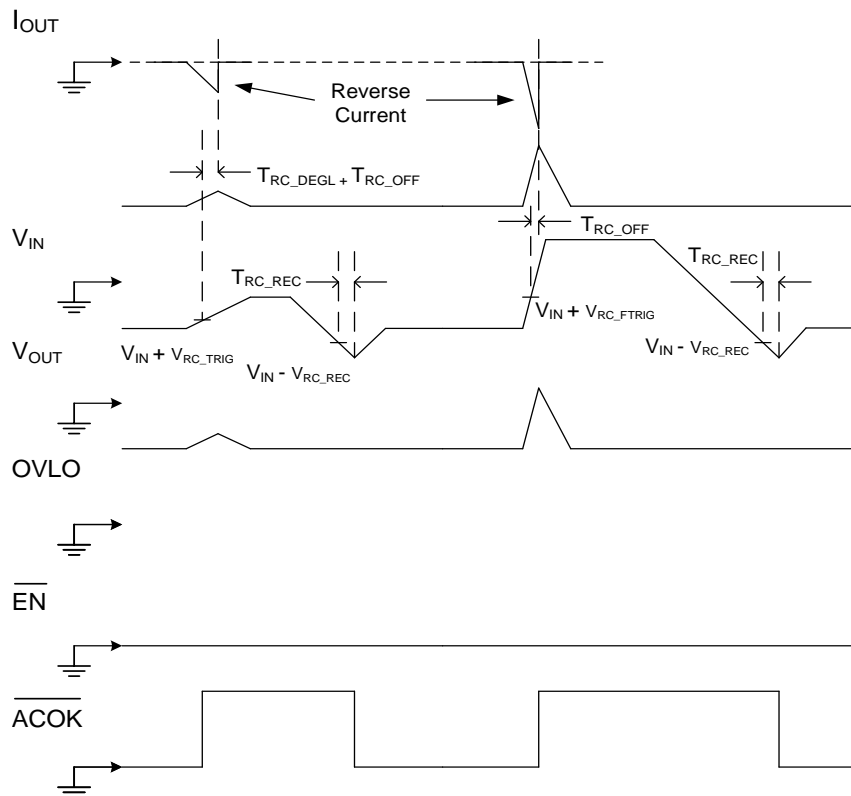 IOUT
Reverse
Current
TRC_DEGL + TRC_OFF
VIN
TRC_OFF
TRC_REC
TRC_REC
VIN + VRC_FTRIG
VOUT
VIN + VRC_TRIG
VIN - VRC_REC
VIN - VRC_REC
OVLO
EN
ACOK